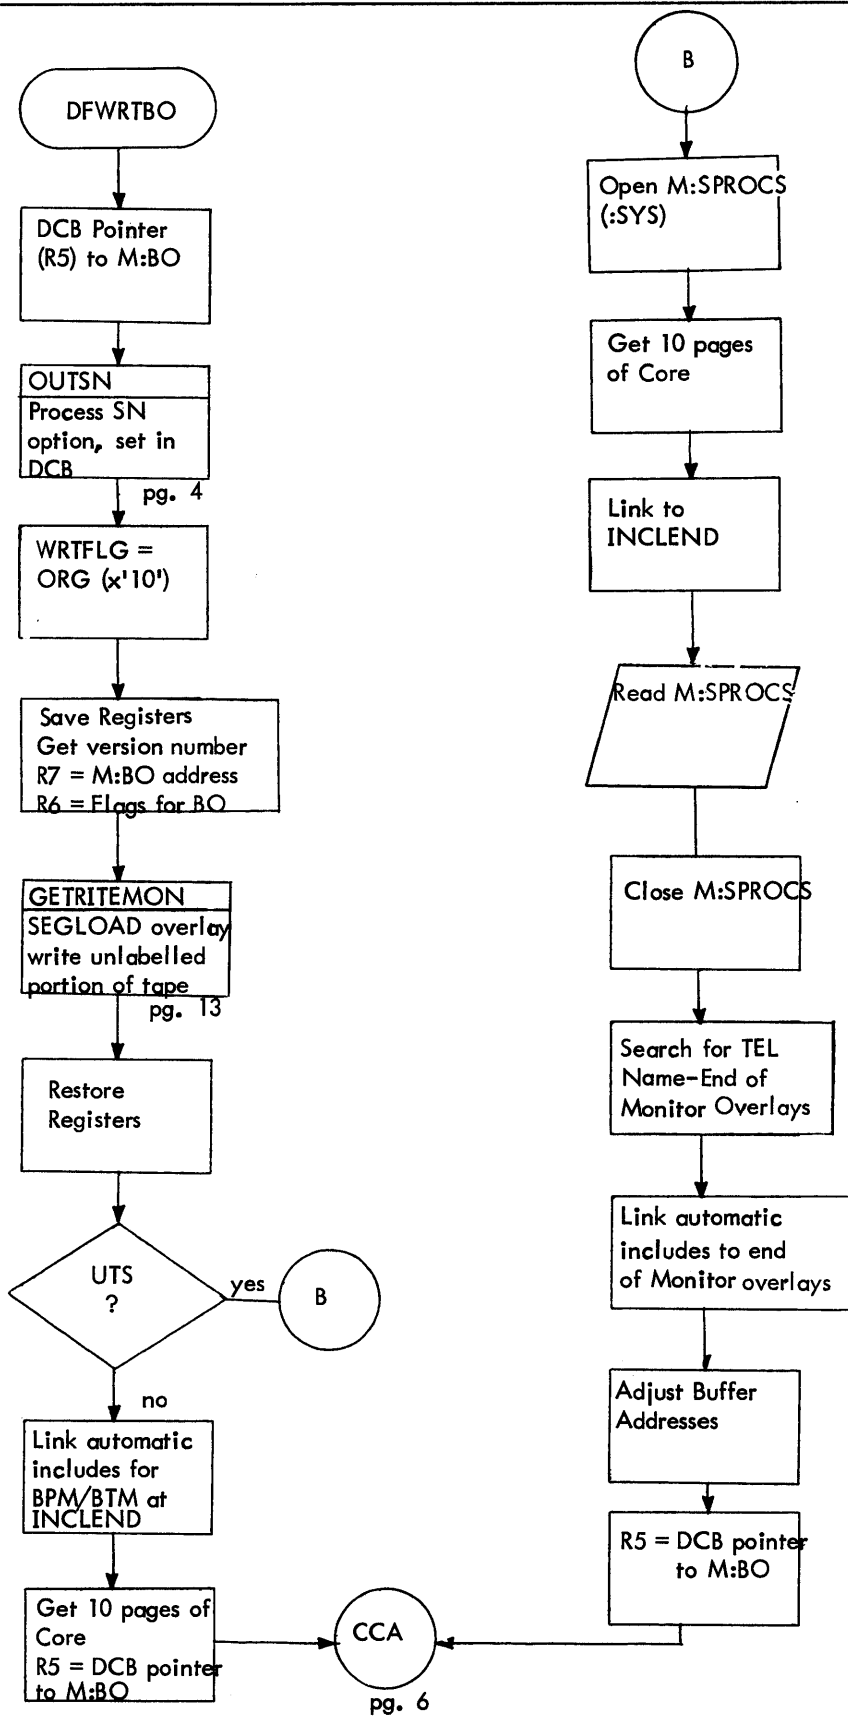 DFWRTBO
DCB Pointer
(R5) to M:BO
OUTSN
Process SN
option, set in
DCB
pg. 4
WRTFLG =
ORG (x'10')
Save Registers
Get version number
R7 = M:BO address
R6 = Flags for BO
GETRITEMON
SEGLOAD overlay
write unlabelled
portion of tape
pg. 13
Restore
Registers
UTS
?
yes
B
no
Link automatic
includes for
BPM/BTM at
INCLEND
Get 10 pages of
Core
R5 = DCB pointer
to M:BO
CCA
pg. 6
B
Open M:SPROCS
(:SYS)
Get 10 pages
of Core
Link to
INCLEND
Read M:SPROCS
Close M:SPROCS
Search for TEL
Name-End of
Monitor Overlays
Link automatic
includes to end
of Monitor overlays
Adjust Buffer
Addresses
R5 = DCB pointer
to M:BO